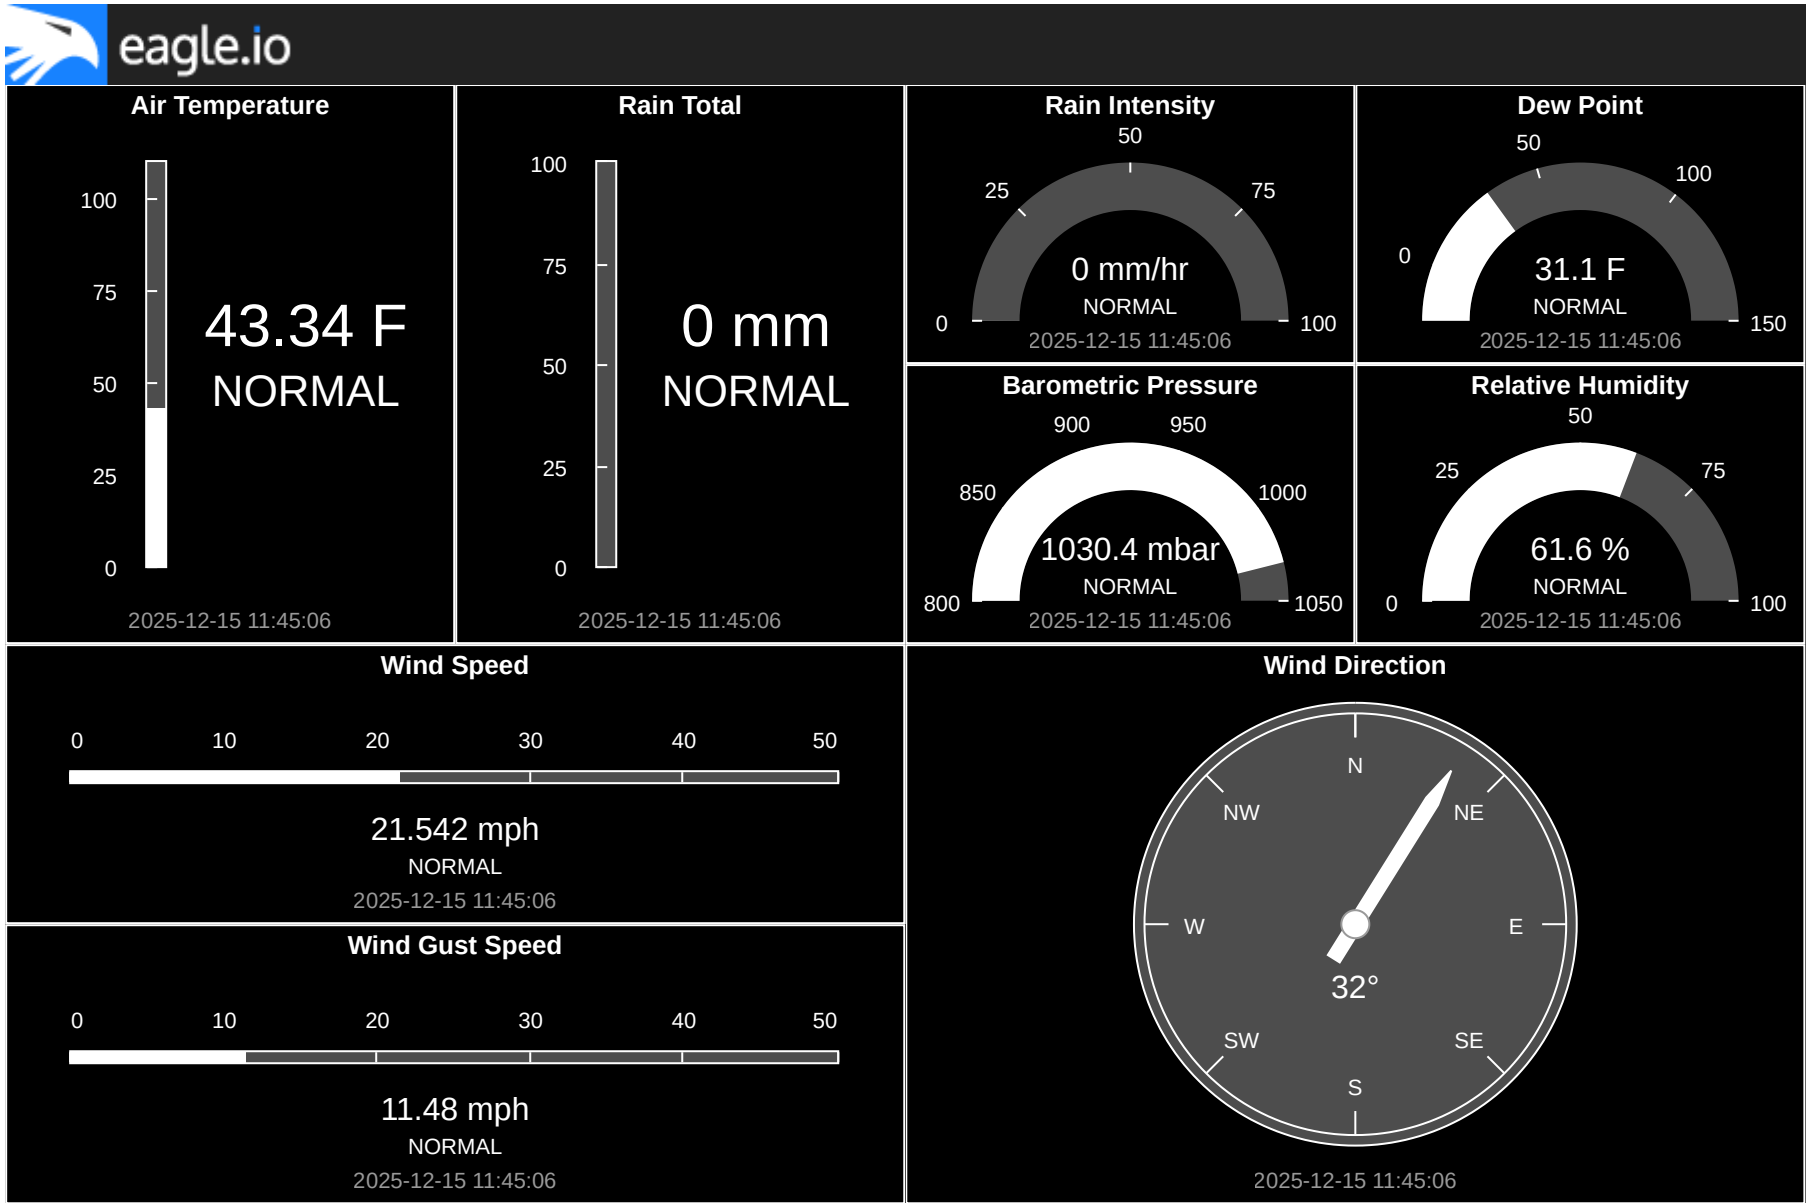 eagle.io
Air Temperature
100
75
50
25
0
43.34 F
NORMAL
2025-12-15 11:45:06
Rain Total
100
75
50
25
0
0 mm
NORMAL
2025-12-15 11:45:06
Rain Intensity
50
25
75
0
100
0 mm/hr
NORMAL
2025-12-15 11:45:06
Dew Point
50
100
0
150
31.1 F
NORMAL
2025-12-15 11:45:06
Barometric Pressure
900
950
850
1000
800
1050
1030.4 mbar
NORMAL
2025-12-15 11:45:06
Relative Humidity
50
25
75
0
100
61.6 %
NORMAL
2025-12-15 11:45:06
Wind Speed
0 10 20 30 40 50
21.542 mph
NORMAL
2025-12-15 11:45:06
Wind Gust Speed
0 10 20 30 40 50
11.48 mph
NORMAL
2025-12-15 11:45:06
Wind Direction
N
NW NE
W E
32°
SW SE
S
2025-12-15 11:45:06